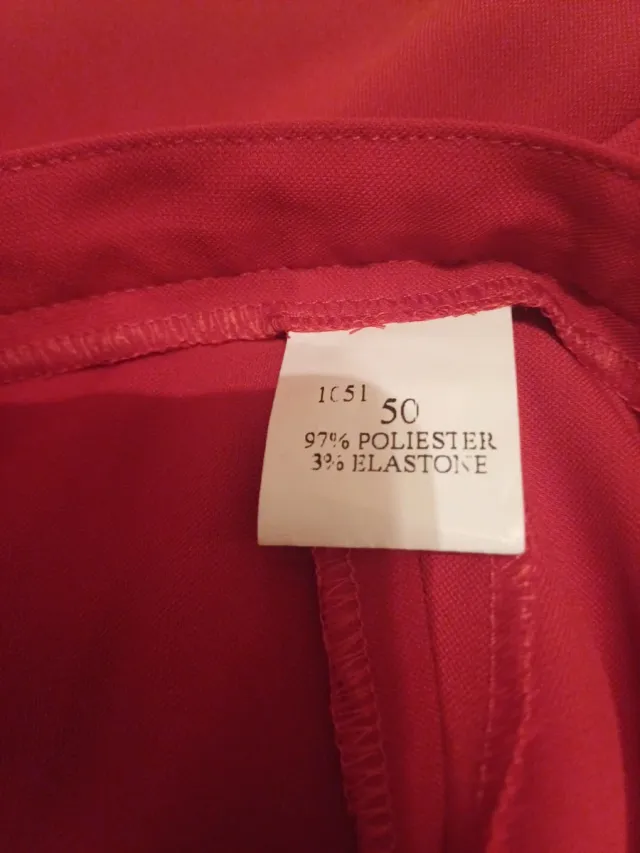 1051 50
97% POLIESTER
3% ELASTONE